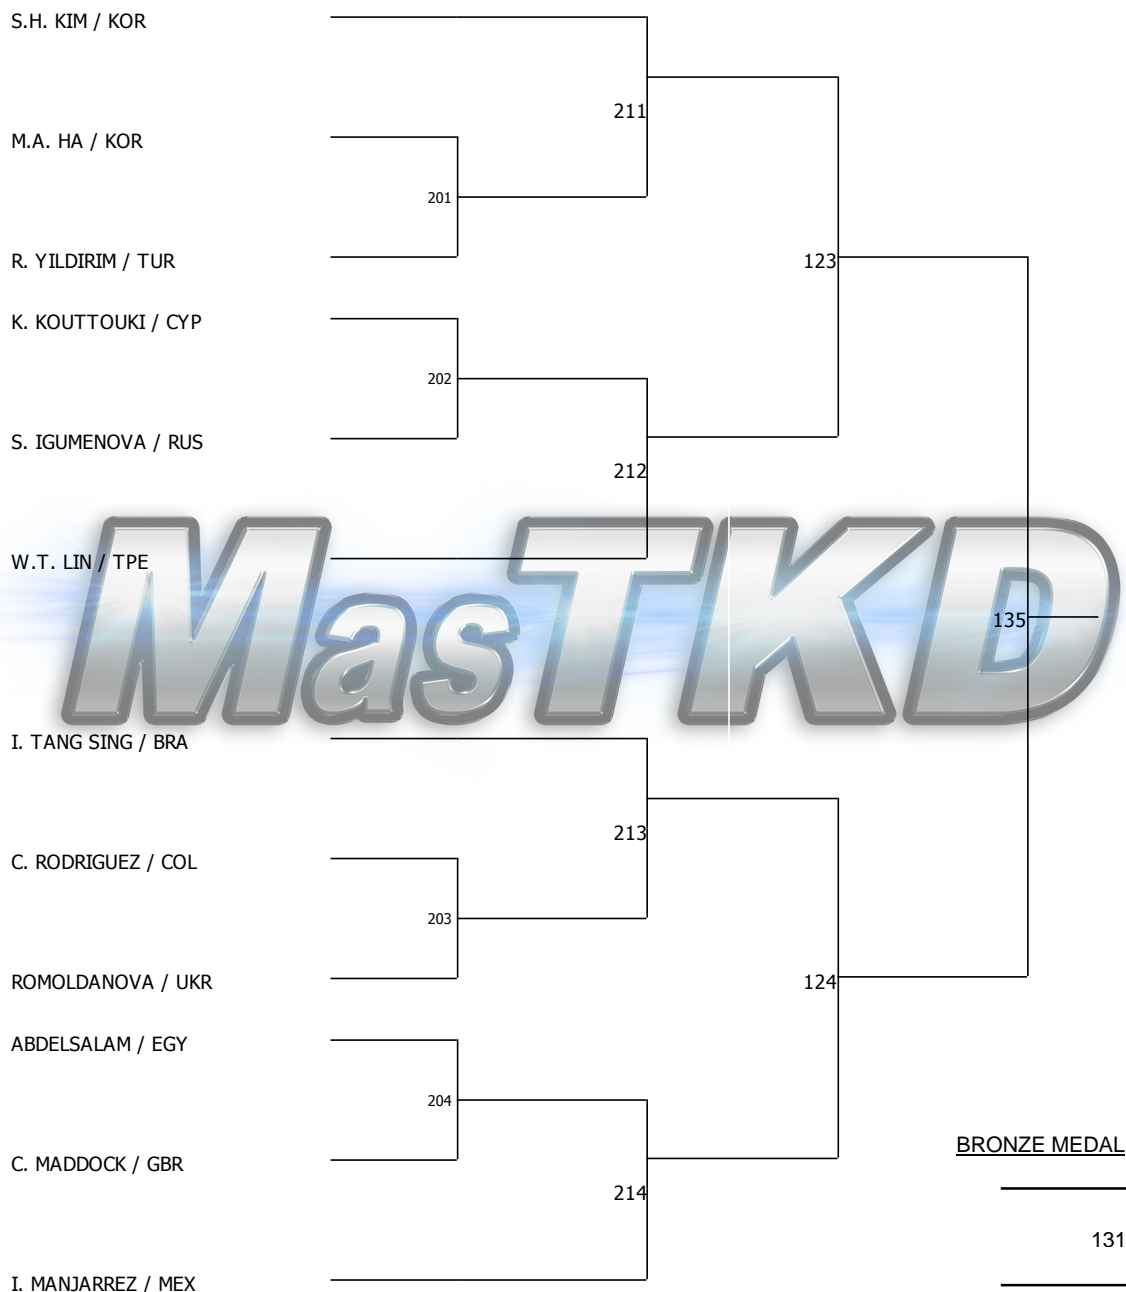 S.H. KIM / KOR
211
M.A. HA / KOR
201
R. YILDIRIM / TUR
123
K. KOUTTOUKI / CYP
202
S. IGUMENOVA / RUS
212
W.T. LIN / TPE
MasTKD
135
I. TANG SING / BRA
213
C. RODRIGUEZ / COL
203
ROMOLDANOVA / UKR
124
ABDELSALAM / EGY
204
BRONZE MEDAL
C. MADDOCK / GBR
214
131
I. MANJARREZ / MEX